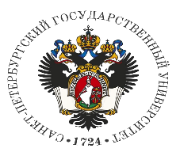 САНКТ-ПЕТЕРБУРГСКИЙ ГОСУДАРСТВЕННЫЙ УНИВЕРСИТЕТ
•1724•